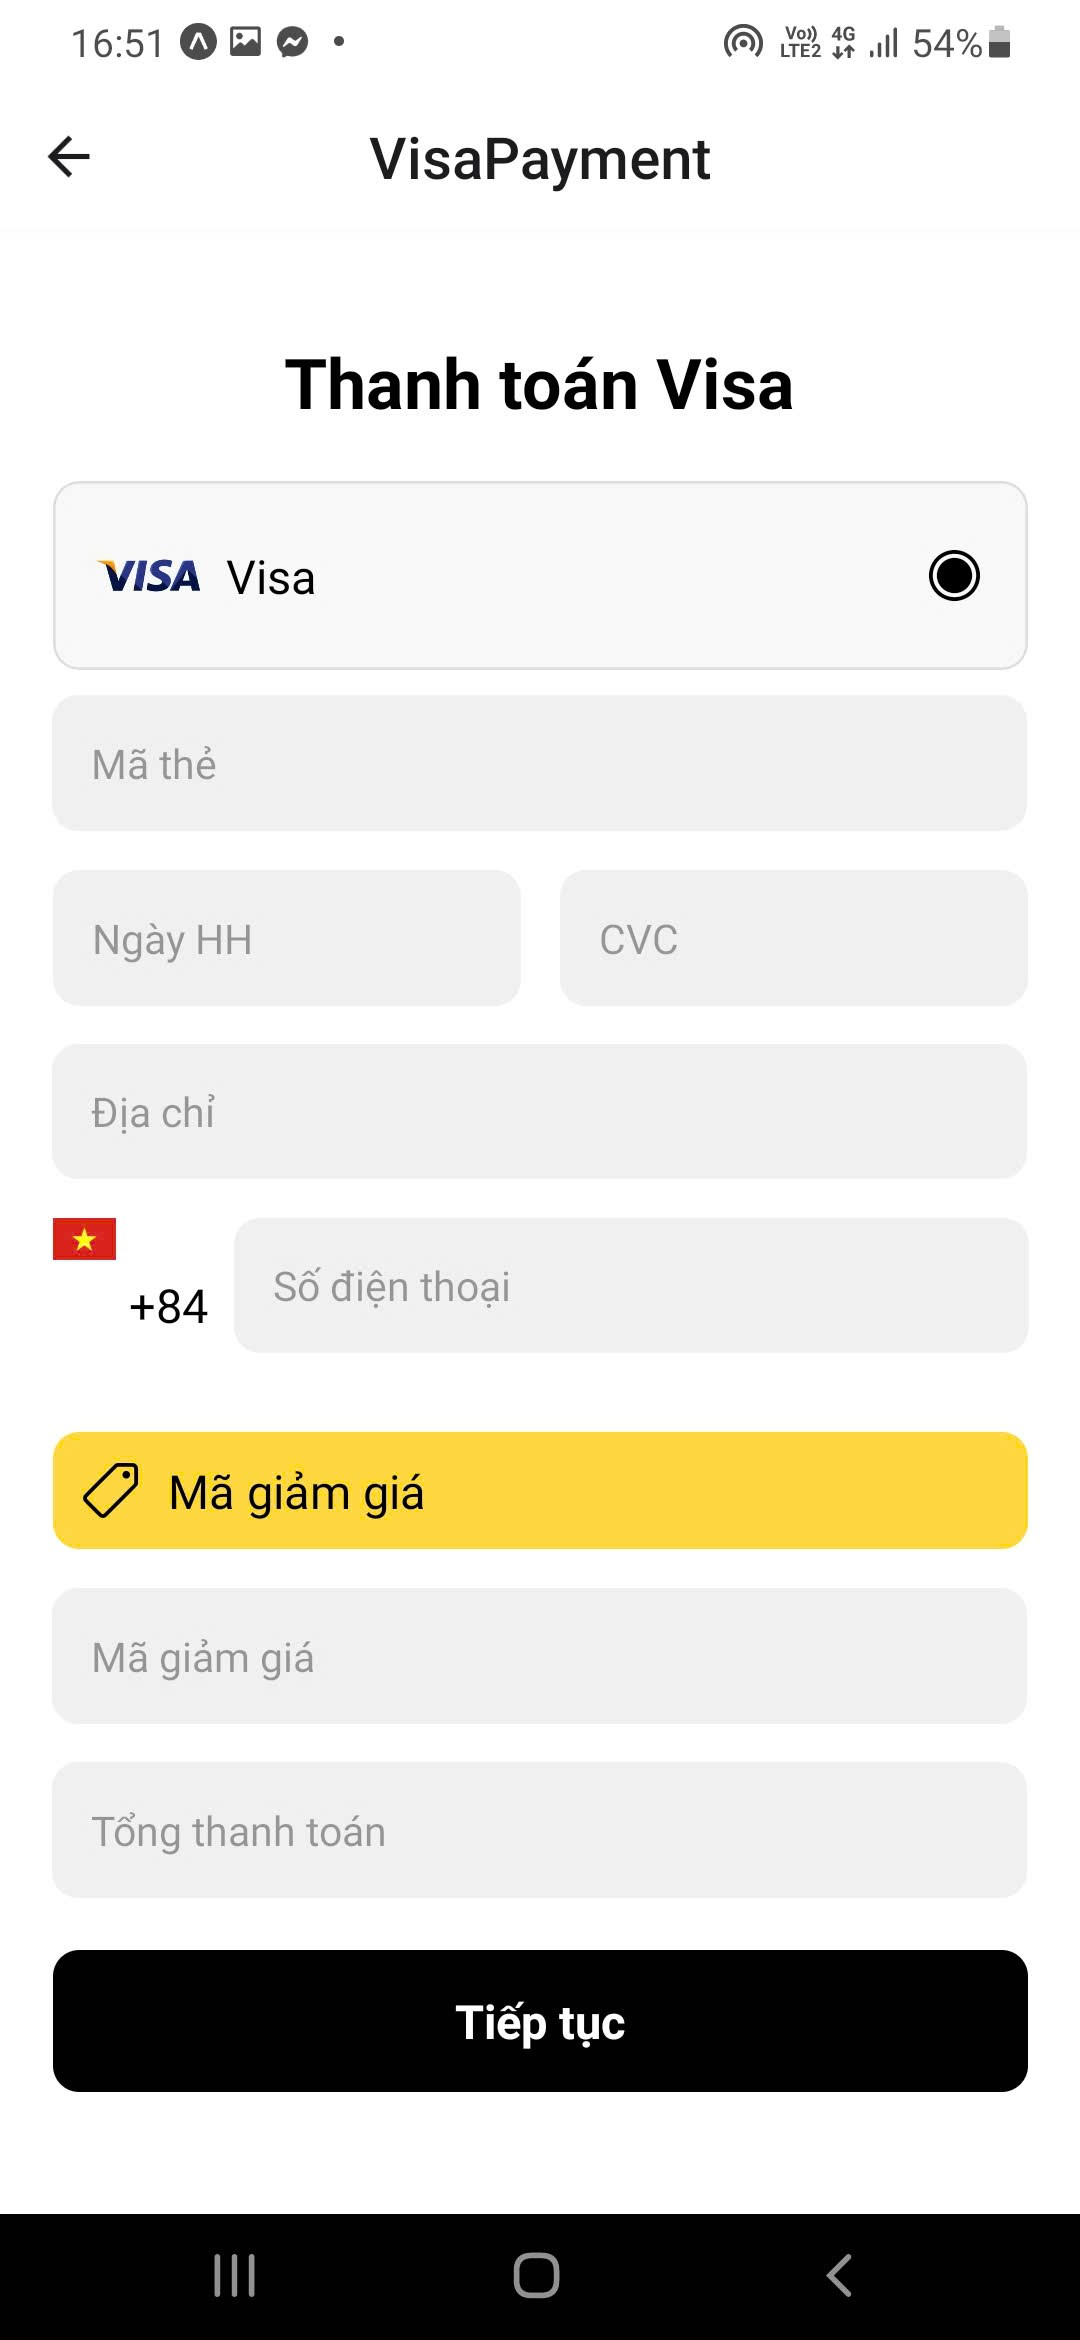 16:51 Vo)) LTE2 4G 54%
VisaPayment
Thanh toán Visa
VISA Visa
Mã thẻ
Ngày HH CVC
Địa chỉ
+84 Số điện thoại
Mã giảm giá
Mã giảm giá
Tổng thanh toán
Tiếp tục